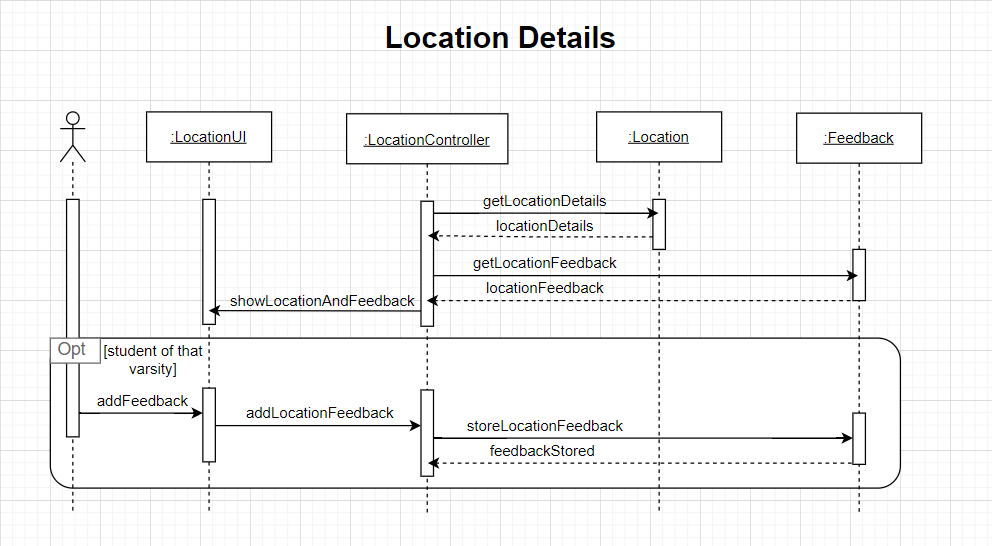 Location Details
:LocationUI
:LocationController
:Location
:Feedback
getLocationDetails
locationDetails
getLocationFeedback
locationFeedback
showLocationAndFeedback
Opt
[student of that
varsity]
addFeedback
addLocationFeedback
storeLocationFeedback
feedbackStored